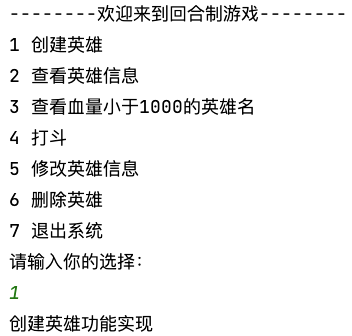 --------欢迎来到回合制游戏--------
1 创建英雄
2 查看英雄信息
3 查看血量小于1000的英雄名
4 打斗
5 修改英雄信息
6 删除英雄
7 退出系统
请输入你的选择：
1
创建英雄功能实现